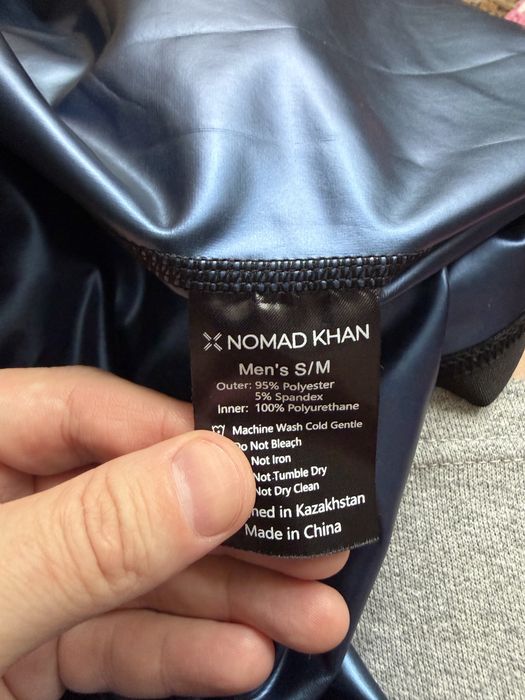 NOMAD KHAN
Men's S/M
Outer: 95% Polyester
5% Spandex
Inner: 100% Polyurethane
Machine Wash Cold Gentle
Do Not Bleach
Not Iron
Not Tumble Dry
Not Dry Clean
in Kazakhstan
Made in China